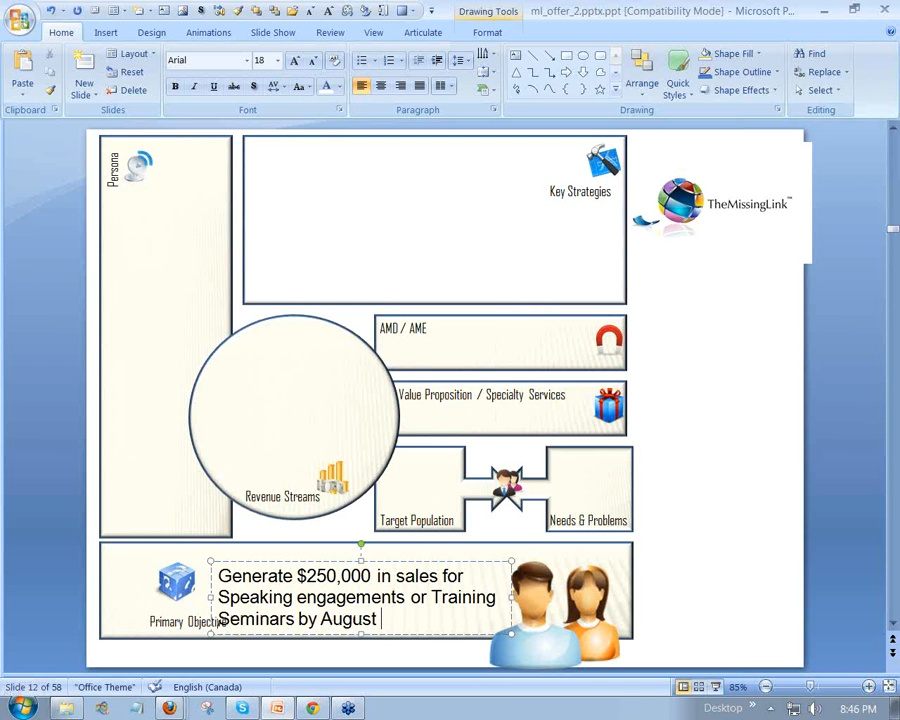 Drawing Tools
ml_offer_2.pptx.ppt [Compatibility Mode] - Microsoft P...
Home
Insert
Design
Animations
Slide Show
Review
View
Articulate
Format
Paste
Clipboard
New
Slide
Layout
Reset
Delete
Slides
Arial
18
B I U abc S AV Aa A
Font
Paragraph
Arrange
Quick
Styles
Shape Fill
Shape Outline
Shape Effects
Drawing
Find
Replace
Select
Editing
Persona
Key Strategies
TheMissingLink™
AMD / AME
Value Proposition / Specialty Services
Revenue Streams
Target Population
Needs & Problems
Primary Objective
Generate $250,000 in sales for
Speaking engagements or Training
Seminars by August
Slide 12 of 58
"Office Theme"
English (Canada)
85%
Desktop
8:46 PM